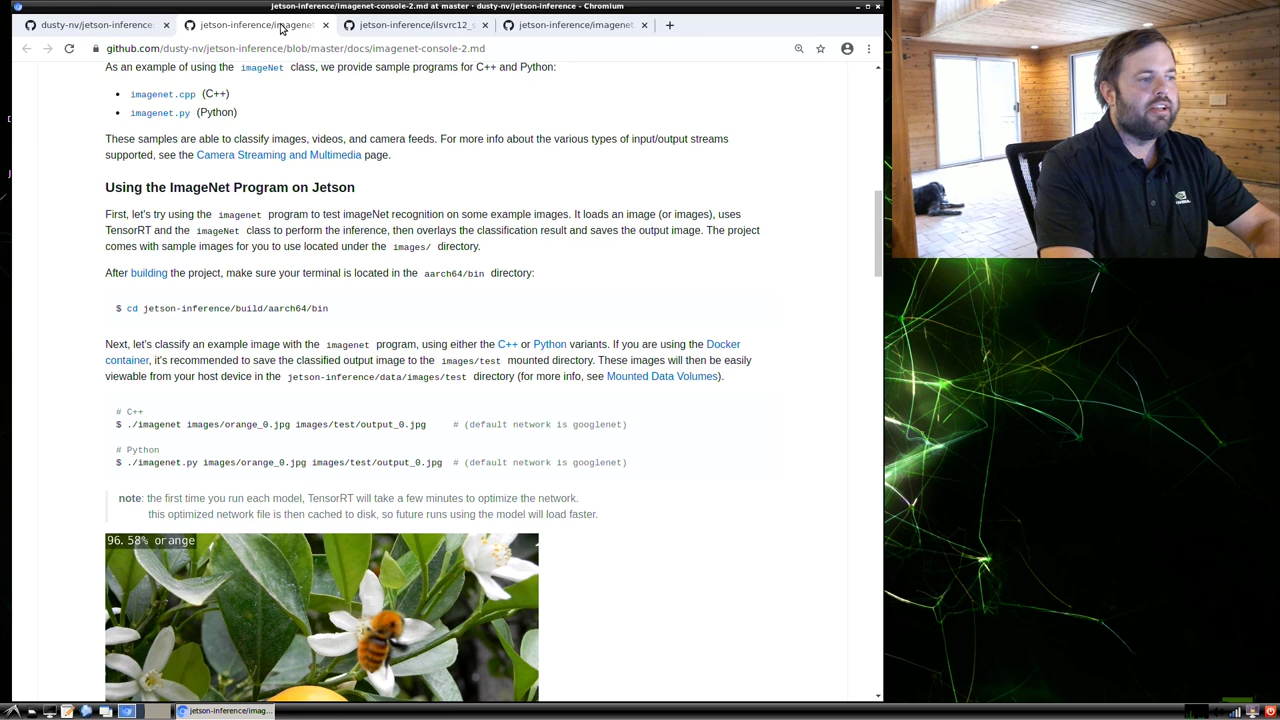 jetson-inference/imagenet-console-2.md at master · dusty-nv/jetson-inference - Chromium
dusty-nv/jetson-inference:
jetson-inference/imagenet
jetson-inference/ilsvrc12_s
jetson-inference/imagenet
github.com/dusty-nv/jetson-inference/blob/master/docs/imagenet-console-2.md
As an example of using the imageNet class, we provide sample programs for C++ and Python:
• imagenet.cpp (C++)
• imagenet.py (Python)
These samples are able to classify images, videos, and camera feeds. For more info about the various types of input/output streams
supported, see the Camera Streaming and Multimedia page.
Using the ImageNet Program on Jetson
First, let's try using the imagenet program to test imageNet recognition on some example images. It loads an image (or images), uses
TensorRT and the imageNet class to perform the inference, then overlays the classification result and saves the output image. The project
comes with sample images for you to use located under the images/ directory.
After building the project, make sure your terminal is located in the aarch64/bin directory:
$ cd jetson-inference/build/aarch64/bin
Next, let's classify an example image with the imagenet program, using either the C++ or Python variants. If you are using the Docker
container, it's recommended to save the classified output image to the images/test mounted directory. These images will then be easily
viewable from your host device in the jetson-inference/data/images/test directory (for more info, see Mounted Data Volumes).
# C++
$ ./imagenet images/orange_0.jpg images/test/output_0.jpg # (default network is googlenet)
# Python
$ ./imagenet.py images/orange_0.jpg images/test/output_0.jpg # (default network is googlenet)
note: the first time you run each model, TensorRT will take a few minutes to optimize the network.
this optimized network file is then cached to disk, so future runs using the model will load faster.
96.58% orange
jetson-inference/imag...